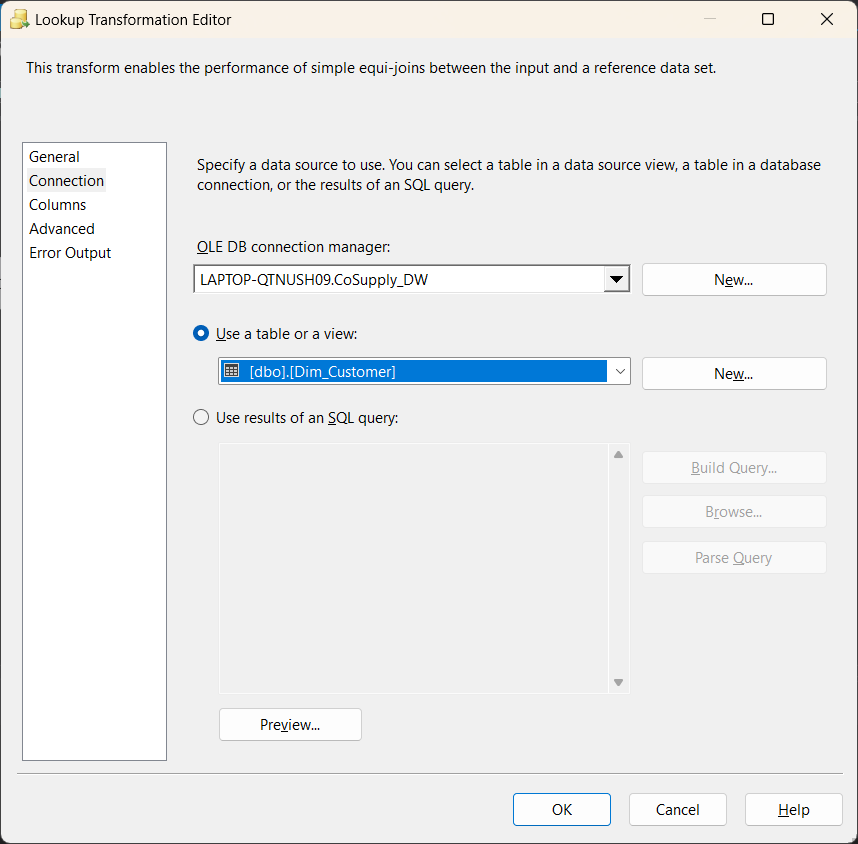 Lookup Transformation Editor
This transform enables the performance of simple equi-joins between the input and a reference data set.
General
Connection
Columns
Advanced
Error Output
Specify a data source to use. You can select a table in a data source view, a table in a database
connection, or the results of an SQL query.
OLE DB connection manager:
LAPTOP-QTNUSH09.CoSupply_DW
New...
Use a table or a view:
[dbo].[Dim_Customer]
New...
Use results of an SQL query:
Build Query...
Browse...
Parse Query
Preview...
OK
Cancel
Help